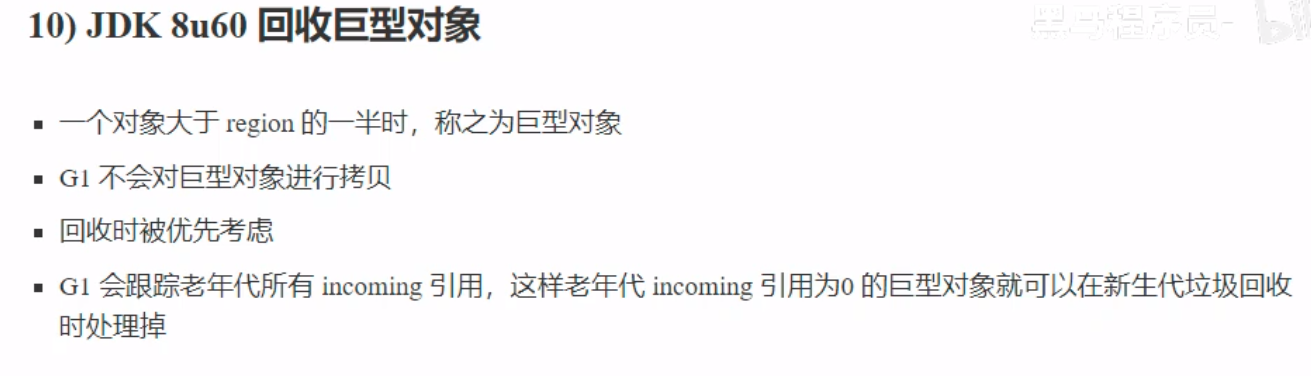 10) JDK 8u60 回收巨型对象
黑马程序员-
一个对象大于 region 的一半时，称之为巨型对象
G1 不会对巨型对象进行拷贝
回收时被优先考虑
G1 会跟踪老年代所有 incoming 引用，这样老年代 incoming 引用为0 的巨型对象就可以在新生代垃圾回收
时处理掉